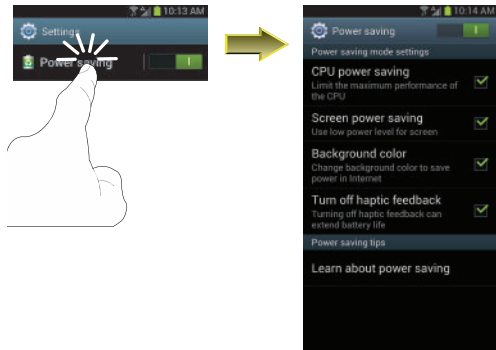 10:13 AM
Settings
Power saving
10:14 AM
Power saving
Power saving mode settings
CPU power saving
Limit the maximum performance of
the CPU
Screen power saving
Use low power level for screen
Background color
Change background color to save
power in Internet
Turn off haptic feedback
Turning off haptic feedback can
extend battery life
Power saving tips
Learn about power saving